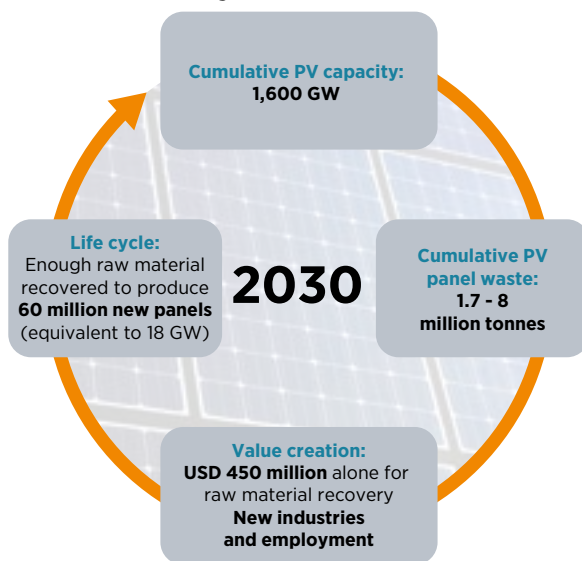 Cumulative PV capacity:
1,600 GW
Life cycle:
Enough raw material
recovered to produce
60 million new panels
(equivalent to 18 GW)
2030
Cumulative PV
panel waste:
1.7 - 8
million tonnes
Value creation:
USD 450 million alone for
raw material recovery
New industries
and employment